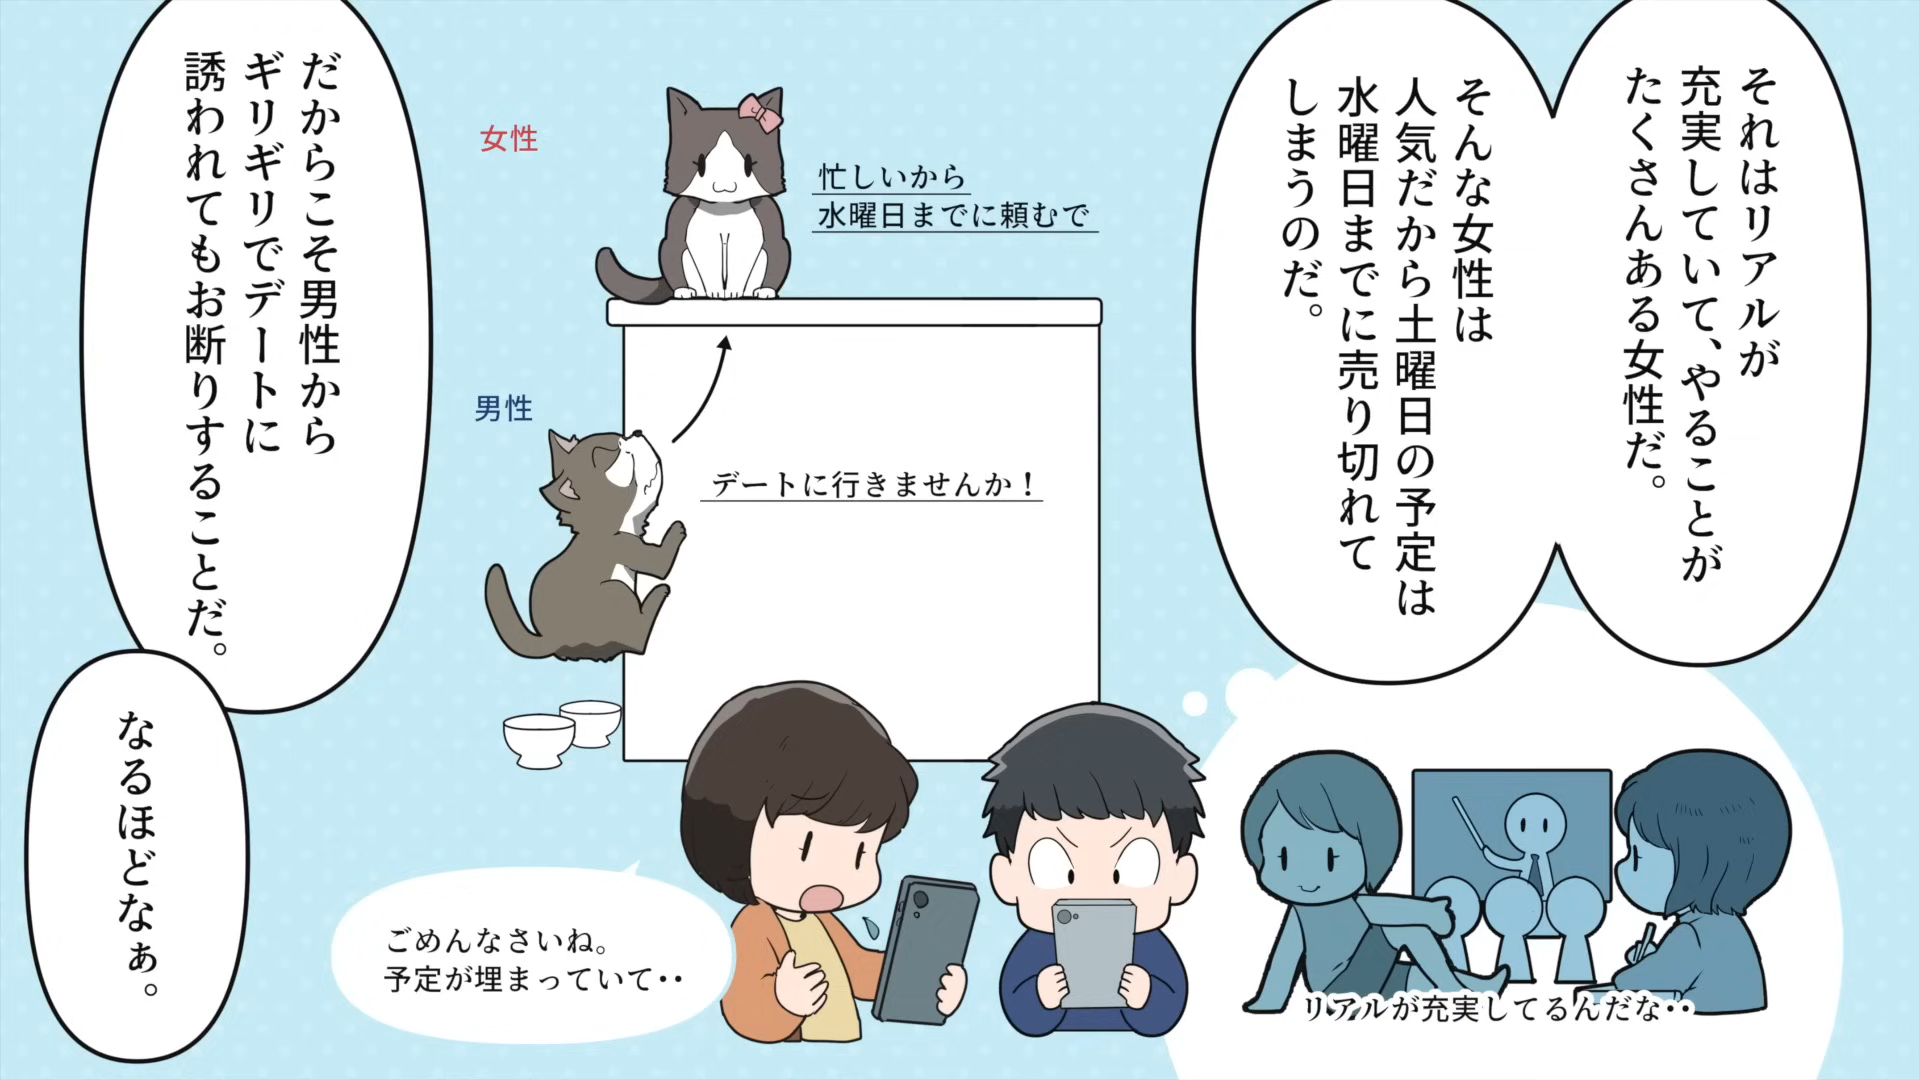 それはリアルが
充実していて、やることが
たくさんある女性だ。
そんな女性は
人気だから土曜日の予定は
水曜日までに売り切れて
しまうのだ。
女性
忙しいから
水曜日までに頼むで
男性
デートに行きませんか！
だからこそ男性から
ギリギリでデートに
誘われてもお断りすることだ。
なるほどなぁ。
ごめんなさいね。
予定が埋まっていて‥
リアルが充実してるんだな‥